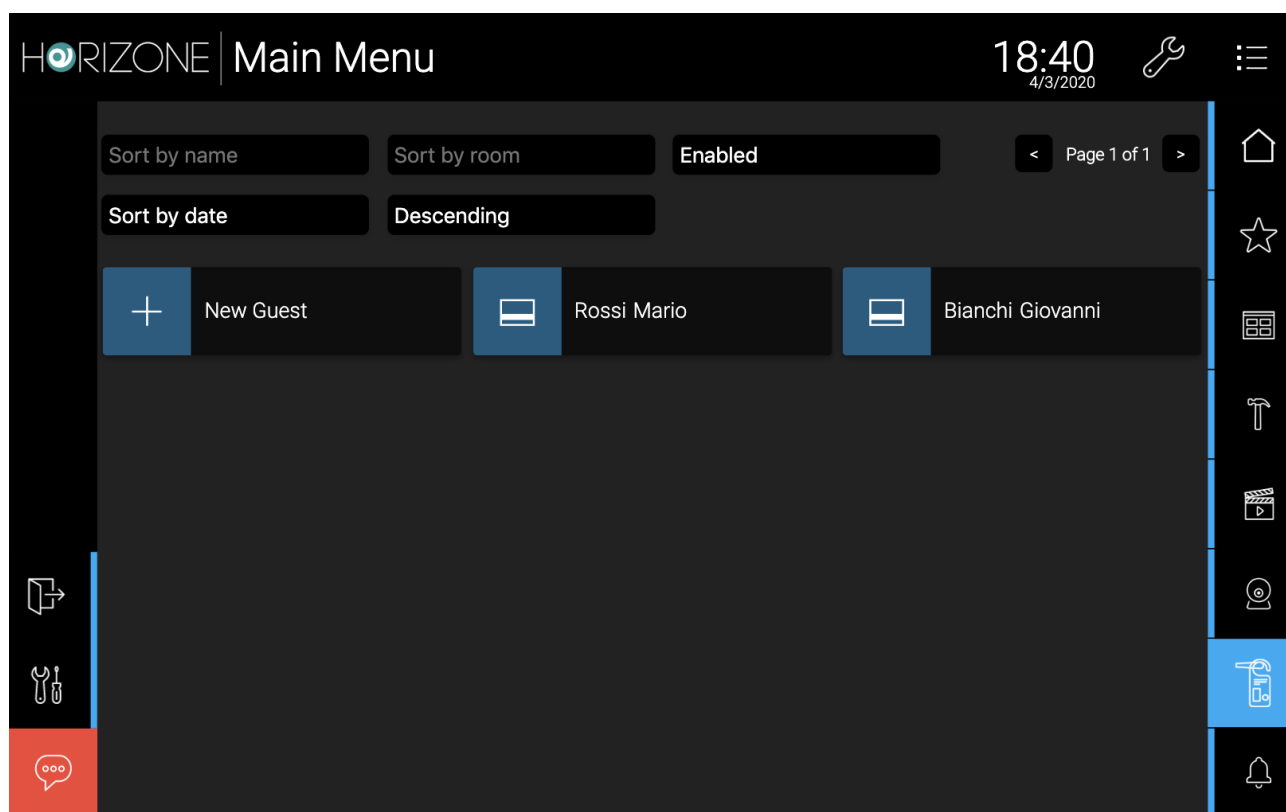 HORIZONE Main Menu 18:40
4/3/2020
Sort by name Sort by room Enabled < Page 1 of 1 >
Sort by date Descending
New Guest Rossi Mario Bianchi Giovanni